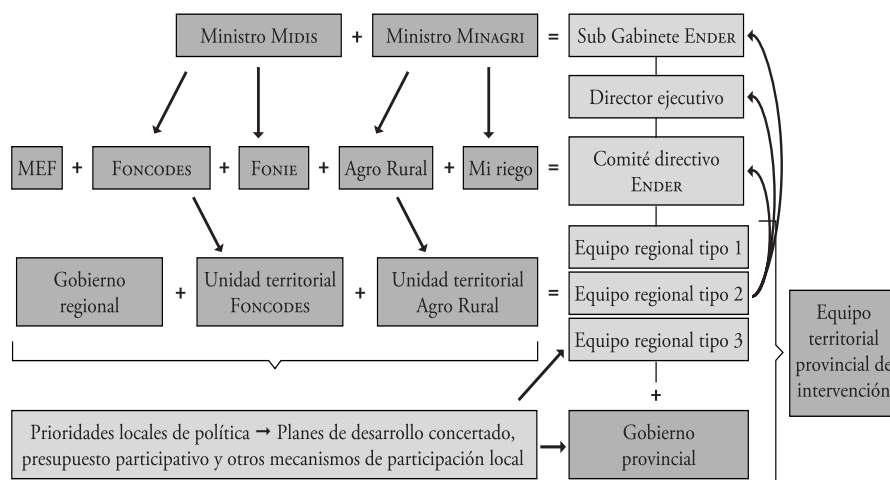 Ministro MIDIS + Ministro MINAGRI = Sub Gabinete ENDER
Director ejecutivo
MEF + FONCODES + FONIE + Agro Rural + Mi riego = Comité directivo
ENDER
Equipo regional tipo 1
Gobierno
regional
+
Unidad territorial
FONCODES
+
Unidad territorial
Agro Rural
=
Equipo regional tipo 2
Equipo regional tipo 3
Equipo
territorial
provincial de
intervención
+
Prioridades locales de política → Planes de desarrollo concertado,
presupuesto participativo y otros mecanismos de participación local
Gobierno
provincial